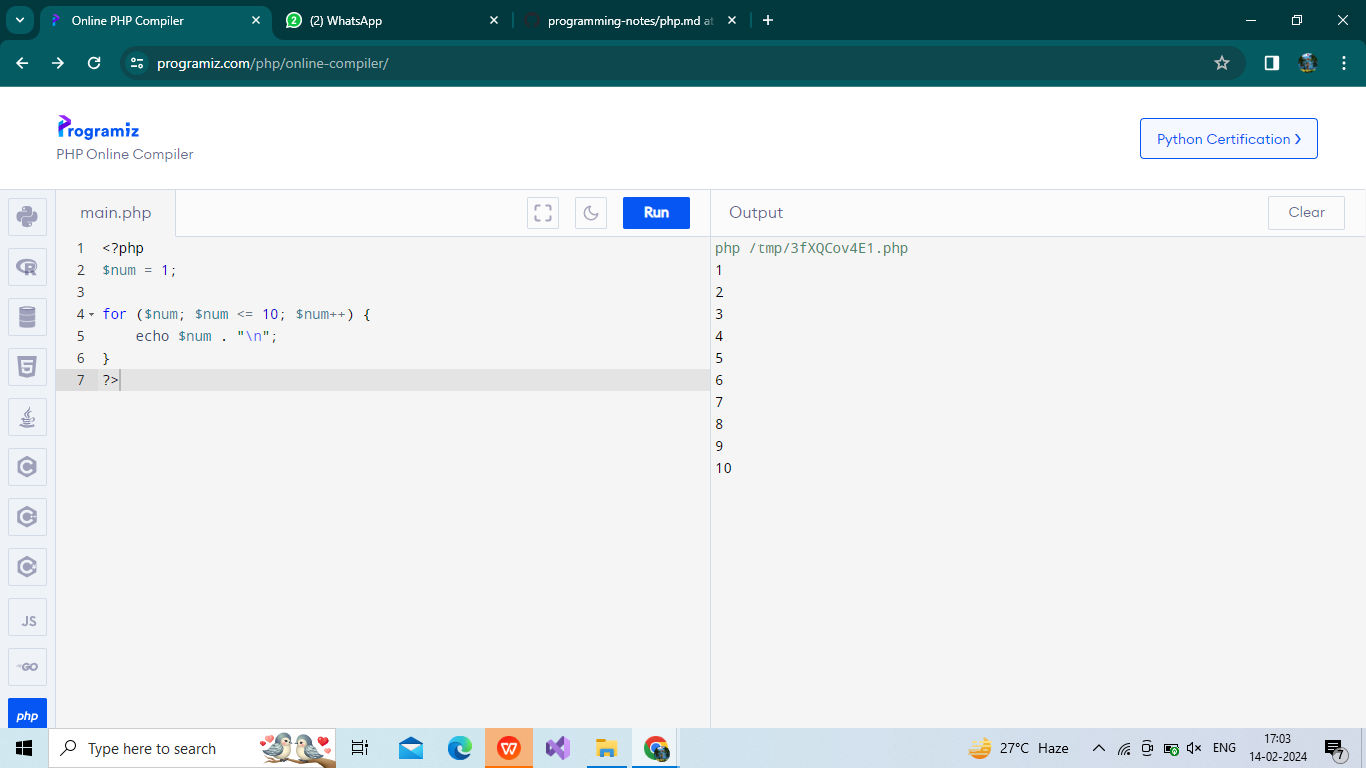 Online PHP Compiler
2
(2) WhatsApp
programming-notes/php.md at
programiz.com/php/online-compiler/
Programiz
PHP Online Compiler
Python Certification
main.php
Run
Output
Clear
1 <?php
2 $num = 1;
3
4 for ($num; $num <= 10; $num++) {
5     echo $num . "\n";
6 }
7 ?>
php /tmp/3fXQCov4E1.php
1
2
3
4
5
6
7
8
9
10
JS
GO
php
Type here to search
27°C Haze
ENG
17:03
14-02-2024
7